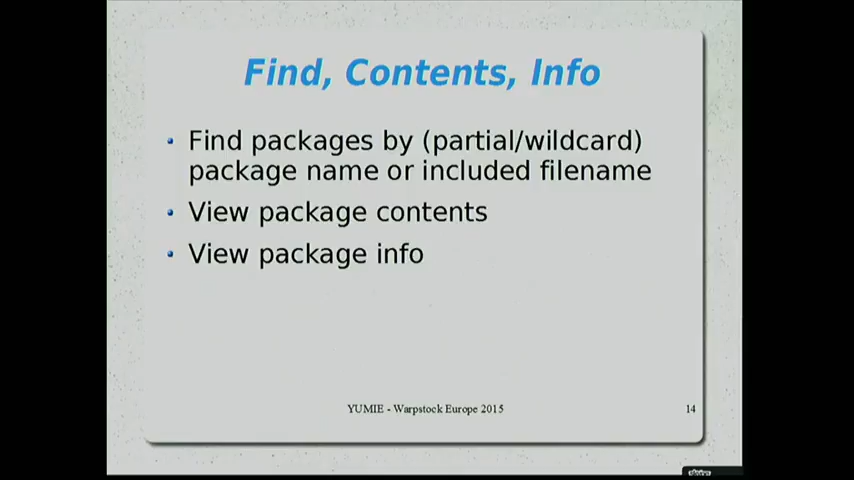 Find, Contents, Info
• Find packages by (partial/wildcard)
package name or included filename
• View package contents
• View package info
YUMIE - Warpstock Europe 2015
14